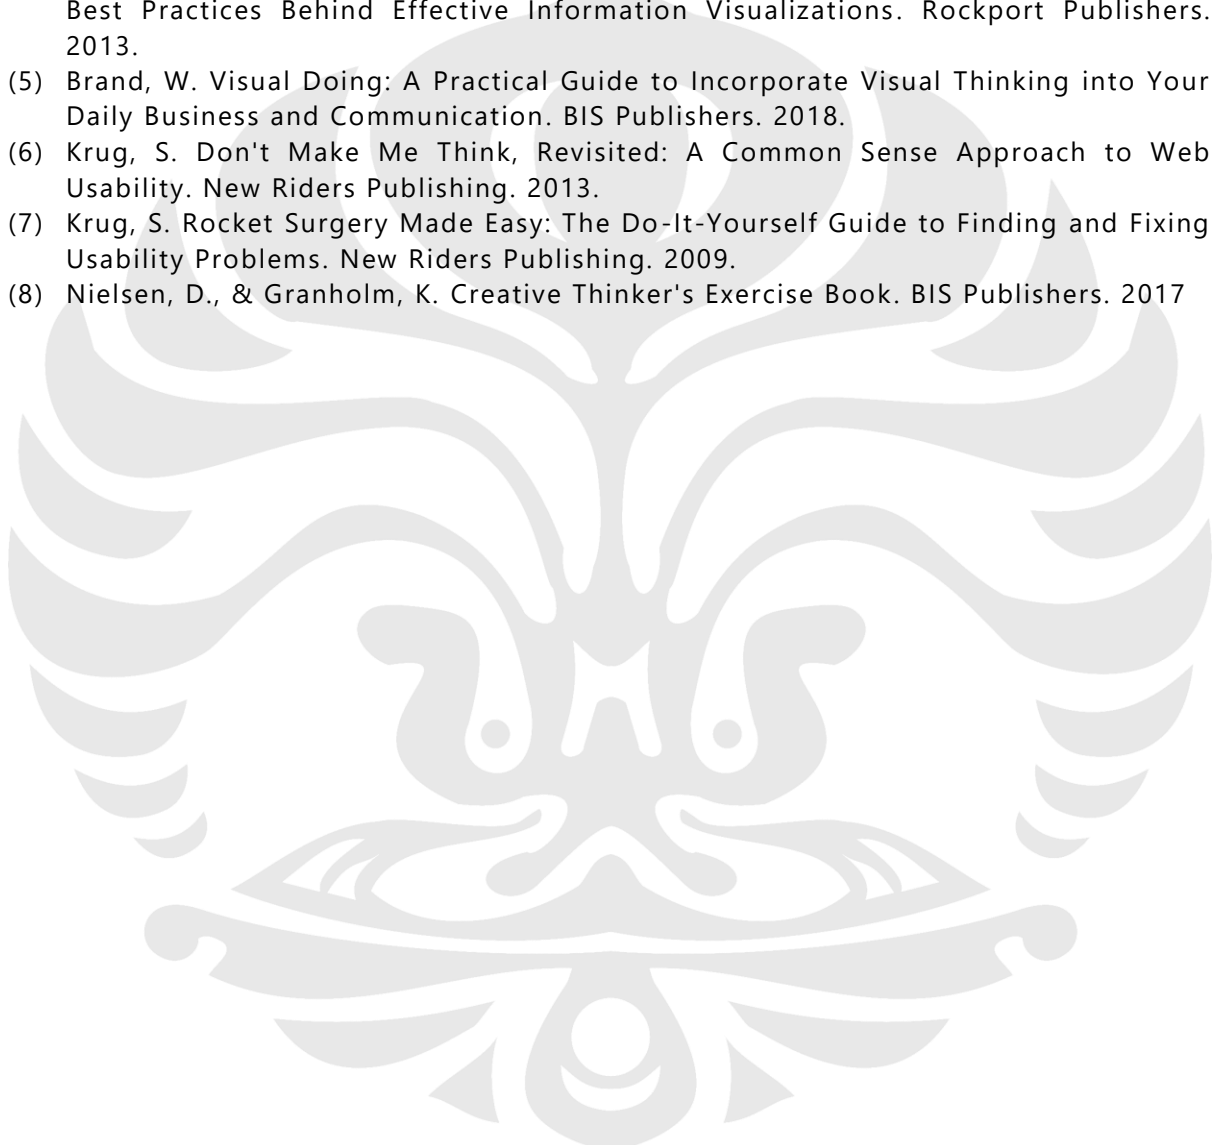 Best Practices Behind Effective Information Visualizations. Rockport Publishers.
2013.
(5) Brand, W. Visual Doing: A Practical Guide to Incorporate Visual Thinking into Your
Daily Business and Communication. BIS Publishers. 2018.
(6) Krug, S. Don't Make Me Think, Revisited: A Common Sense Approach to Web
Usability. New Riders Publishing. 2013.
(7) Krug, S. Rocket Surgery Made Easy: The Do-It-Yourself Guide to Finding and Fixing
Usability Problems. New Riders Publishing. 2009.
(8) Nielsen, D., & Granholm, K. Creative Thinker's Exercise Book. BIS Publishers. 2017